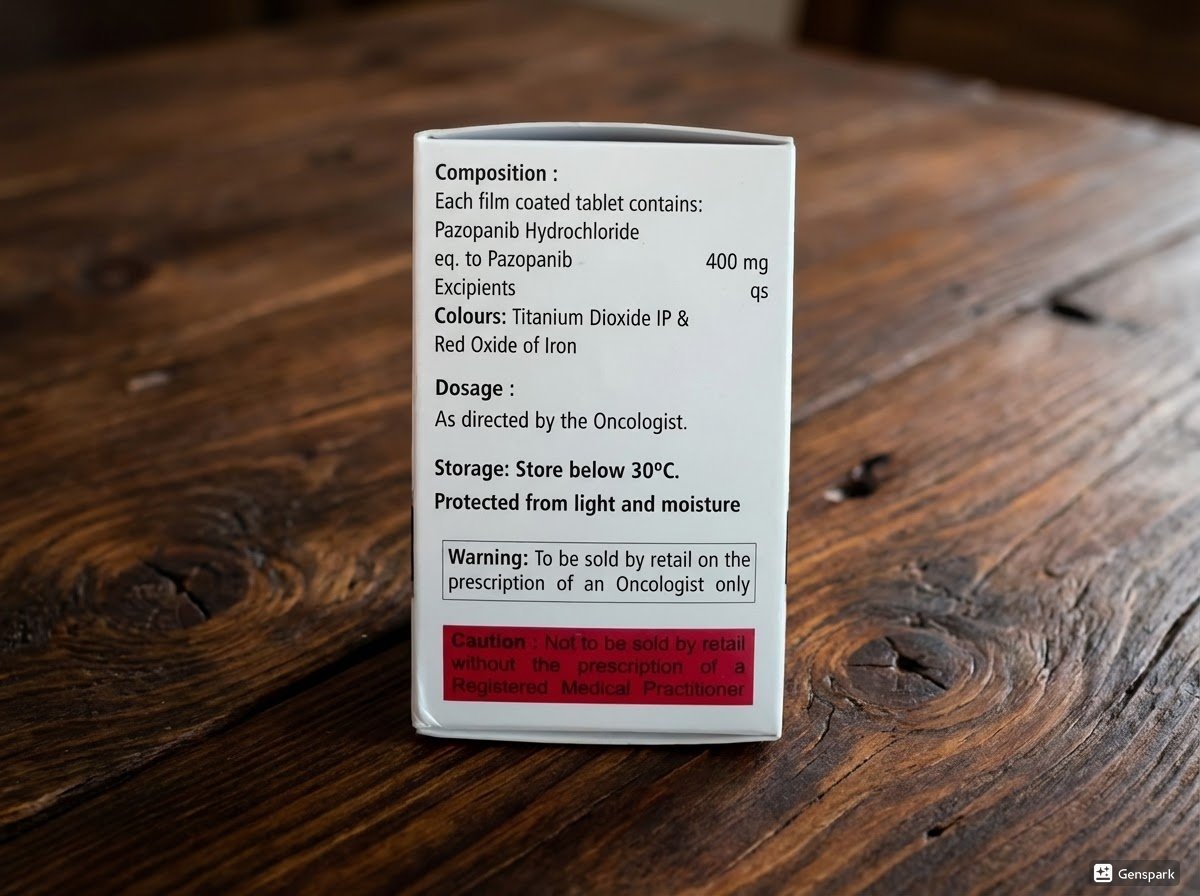 Composition :
Each film coated tablet contains:
Pazopanib Hydrochloride
eq. to Pazopanib 400 mg
Excipients qs
Colours: Titanium Dioxide IP &
Red Oxide of Iron
Dosage :
As directed by the Oncologist.
Storage: Store below 30ºC.
Protected from light and moisture
Warning: To be sold by retail on the
prescription of an Oncologist only
Caution : Not to be sold by retail
without the prescription of a
Registered Medical Practitioner
Genspark